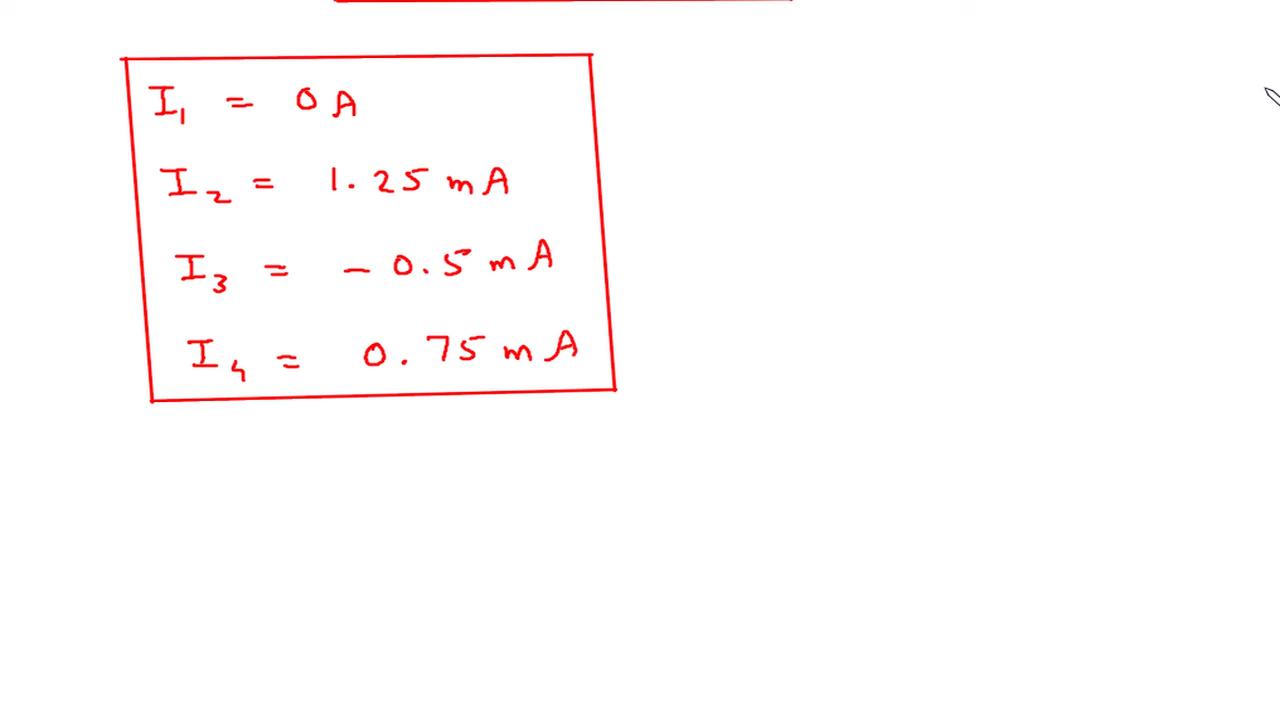 I₁ = 0 A
I₂ = 1.25 mA
I₃ = - 0.5 mA
I₄ = 0.75 mA